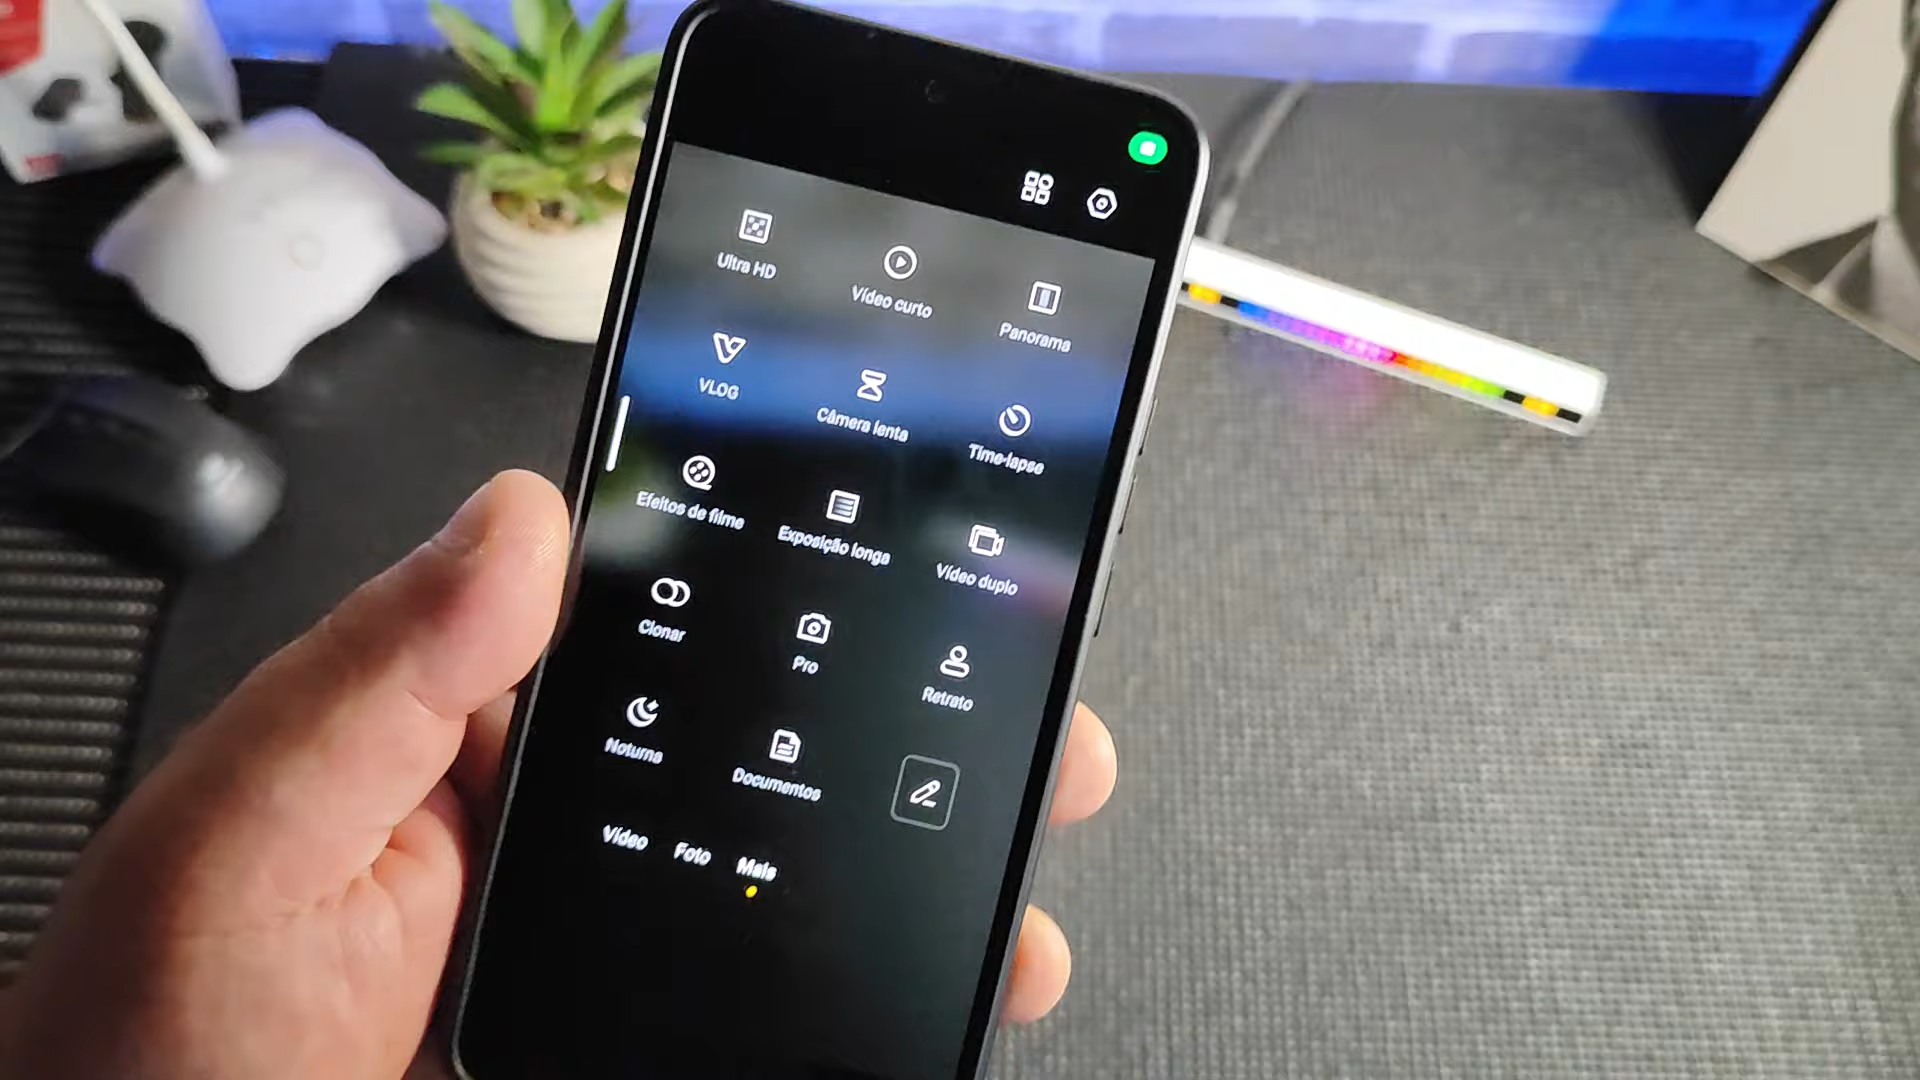 Ultra HD
Vídeo curto
Panorama
VLOG
Câmera lenta
Time-lapse
Efeitos de filme
Exposição longa
Vídeo duplo
Clonar
Pro
Retrato
Noturna
Documentos
Vídeo Foto Mais